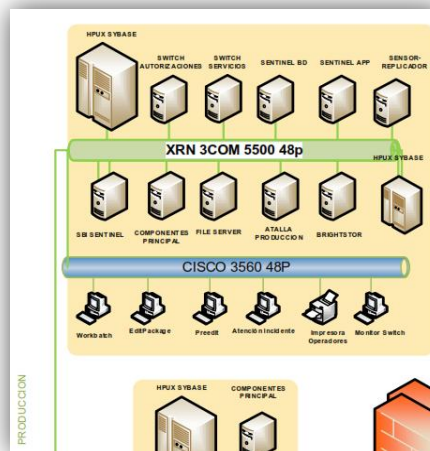 HPUX SYBASE
SWITCH
AUTORIZACIONES
SWITCH
SERVICIOS
SENTINEL BD
SENTINEL APP
SENSOR-
REPLICADOR
XRN 3COM 5500 48p
HPUX SYBASE
SBI SENTINEL
COMPONENTES
PRINCIPAL
FILE SERVER
ATALLA
PRODUCCION
BRIGHTSTOR
CISCO 3560 48P
Workbatch
EditPackage
Preedit
Atención Incidente
Impresora
Operadores
Monitor Switch
PRODUCCION
HPUX SYBASE
COMPONENTES
PRINCIPAL